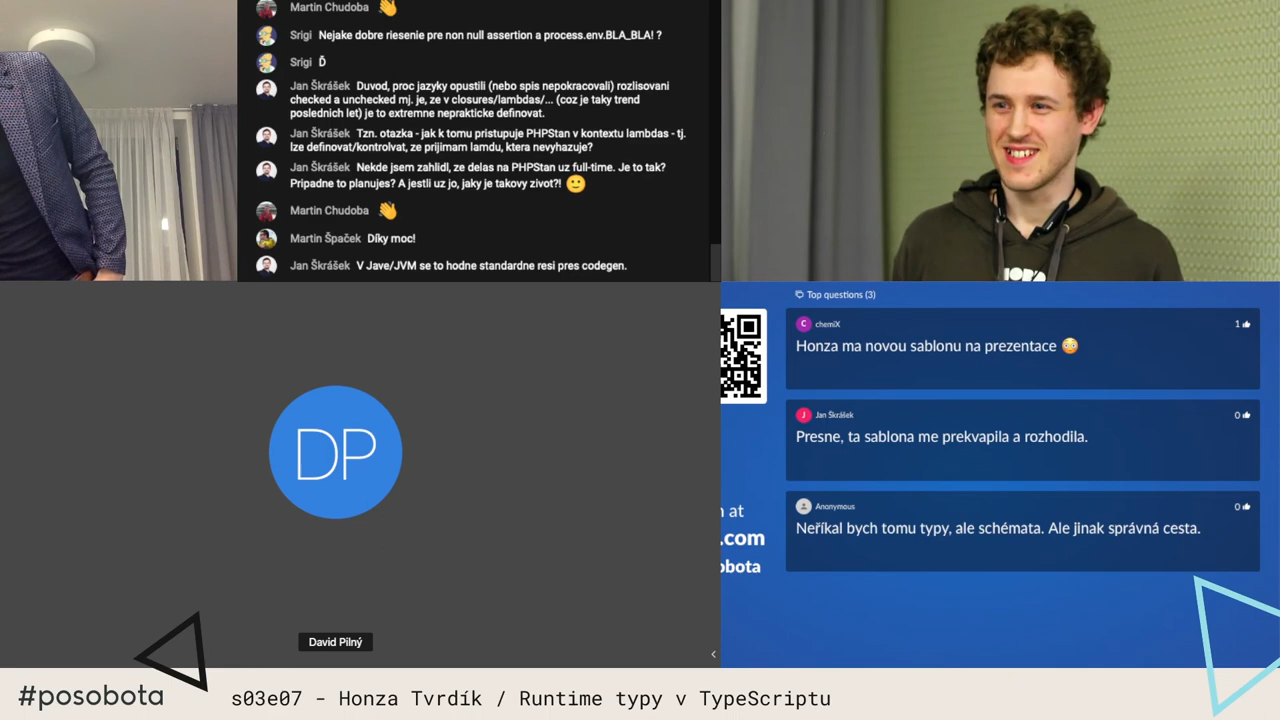 Martin Chudoba 👋
Srigi Nejake dobre riesenie pre non null assertion a process.env.BLA_BLA! ?
Srigi Ď
Jan Škrášek Duvod, proc jazyky opustili (nebo spis nepokracovali) rozlisovani
checked a unchecked mj. je, ze v closures/lambdas/... (coz je taky trend
poslednich let) je to extremne neprakticke definovat.
Jan Škrášek Tzn. otazka - jak k tomu pristupuje PHPStan v kontextu lambdas - tj.
lze definovat/kontrolvat, ze prijimam lamdu, ktera nevyhazuje?
Jan Škrášek Nekde jsem zahlidl, ze delas na PHPStan uz full-time. Je to tak?
Pripadne to planujes? A jestli uz jo, jaky je takovy zivot?! 🙂
Martin Chudoba 👋
Martin Špaček Díky moc!
Jan Škrášek V Jave/JVM se to hodne standardne resi pres codegen.
DP
David Pilný
Top questions (3)
C chemiX 1
Honza ma novou sablonu na prezentace 😳
J Jan Škrášek 0
Presne, ta sablona me prekvapila a rozhodila.
Anonymous 0
Neříkal bych tomu typy, ale schémata. Ale jinak správná cesta.
at
.com
obota
#posobota
s03e07 - Honza Tvrdík / Runtime typy v TypeScriptu